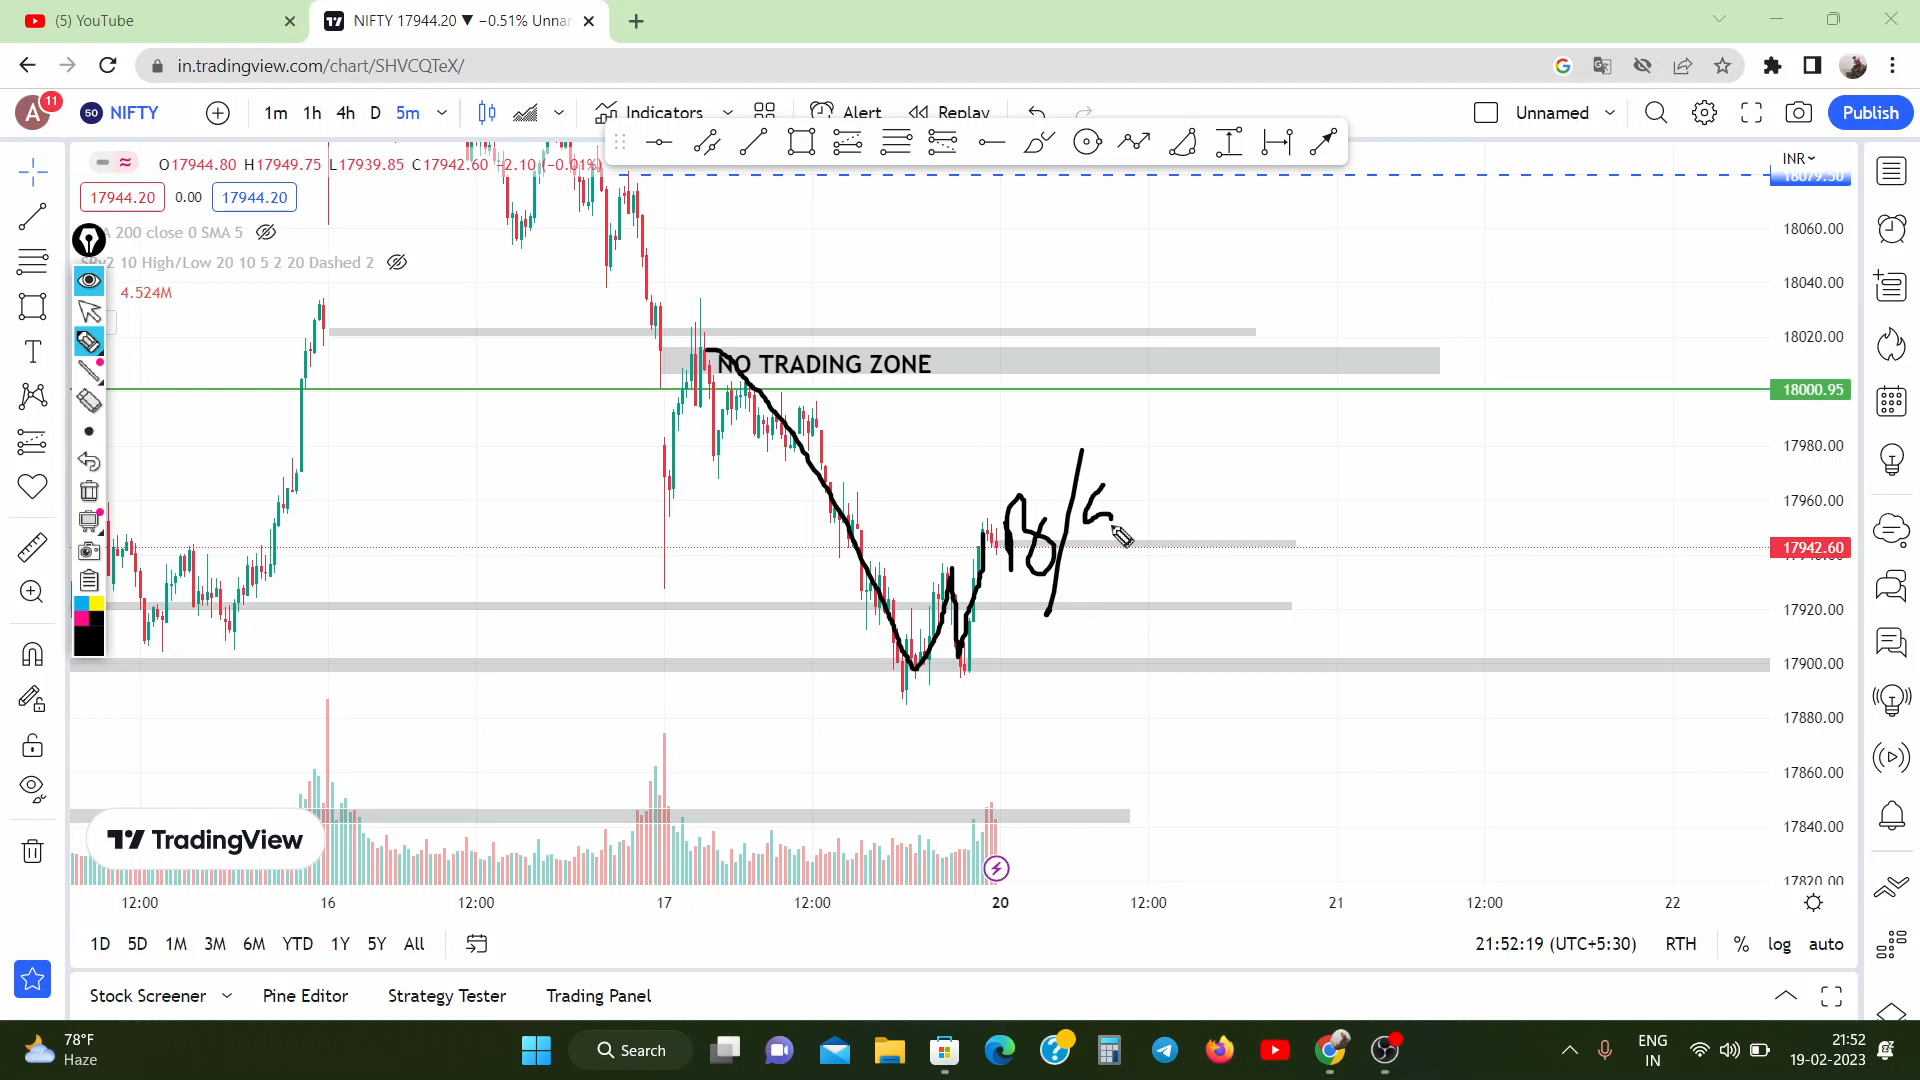 (5) YouTube
NIFTY 17944.20 ▼ −0.51% Unna
in.tradingview.com/chart/SHVCQTeX/
A 11
50 NIFTY
1m 1h 4h D 5m
Indicators
Alert
Replay
Unnamed
Publish
O17944.80 H17949.75 L17939.85 C17942.60 −2.10 (−0.01%)
INR
18079.50
17944.20 0.00 17944.20
A 200 close 0 SMA 5
SRv2 10 High/Low 20 10 5 2 20 Dashed 2
4.524M
NO TRADING ZONE
18060.00
18040.00
18020.00
18000.95
17980.00
17960.00
17942.60
17920.00
17900.00
17880.00
17860.00
17840.00
17820.00
TradingView
12:00 16 12:00 17 12:00 20 12:00 21 12:00 22
1D 5D 1M 3M 6M YTD 1Y 5Y All
21:52:19 (UTC+5:30) RTH % log auto
Stock Screener Pine Editor Strategy Tester Trading Panel
78°F
Haze
Search
ENG
IN
21:52
19-02-2023